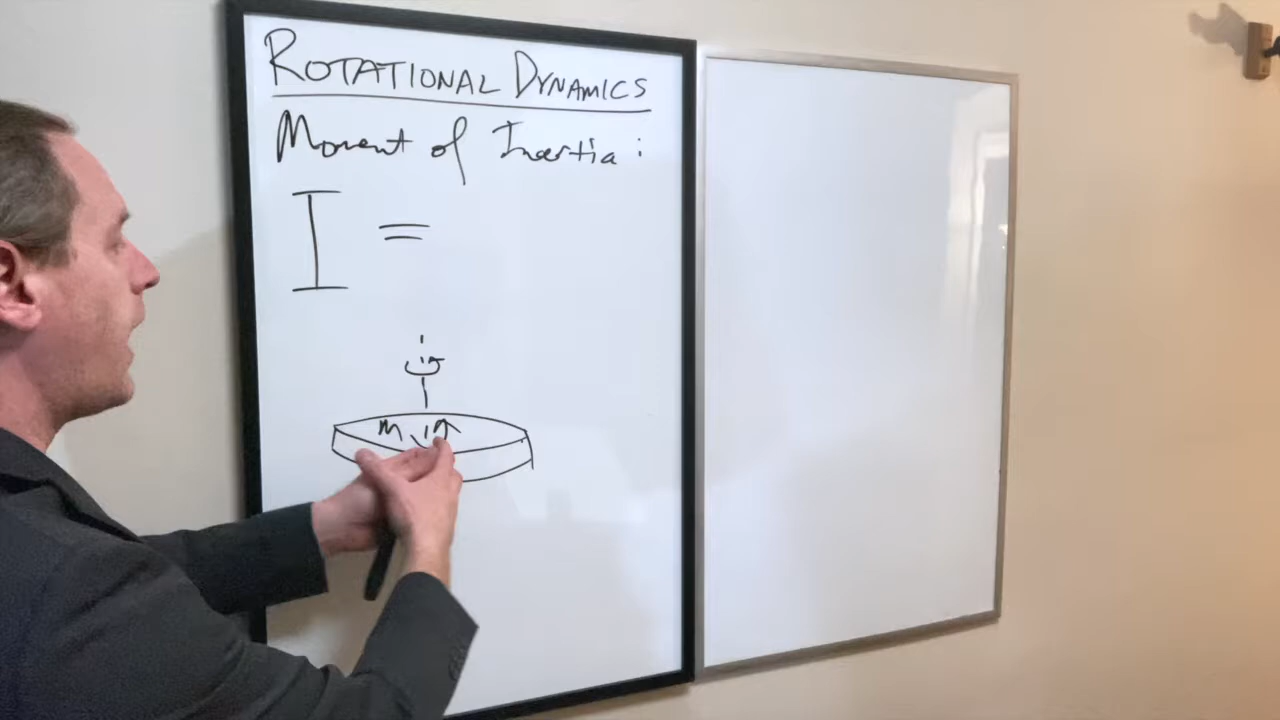 ROTATIONAL DYNAMICS
Moment of Inertia :
I =
m